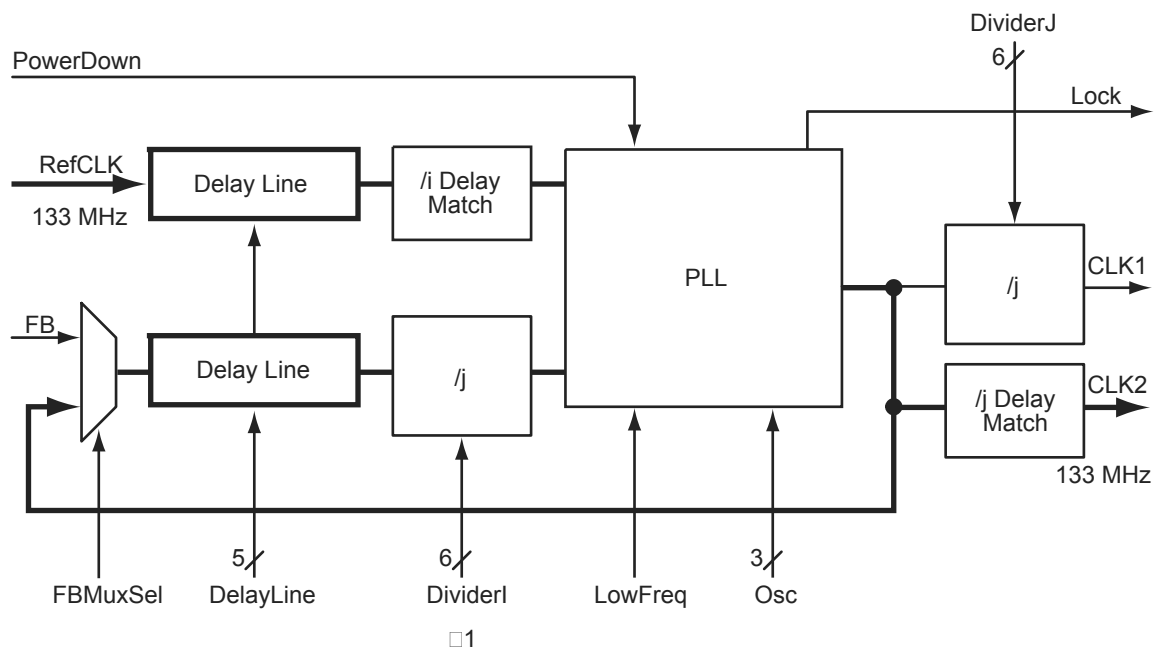 DividerJ
PowerDown
6
Lock
RefCLK
Delay Line
/i Delay
Match
133 MHz
PLL
/j
CLK1
FB
Delay Line
/j
/j Delay
Match
CLK2
133 MHz
5
6
3
FBMuxSel
DelayLine
DividerI
LowFreq
Osc
□1